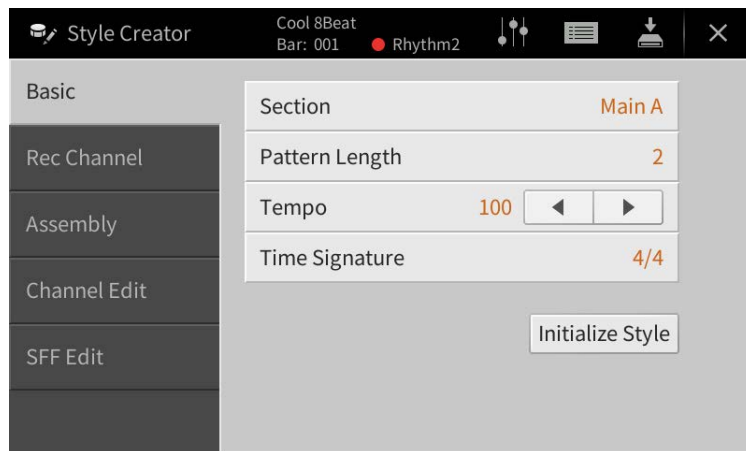 Style Creator
Cool 8Beat
Bar: 001 Rhythm2
Basic
Rec Channel
Assembly
Channel Edit
SFF Edit
Section Main A
Pattern Length 2
Tempo 100
Time Signature 4/4
Initialize Style